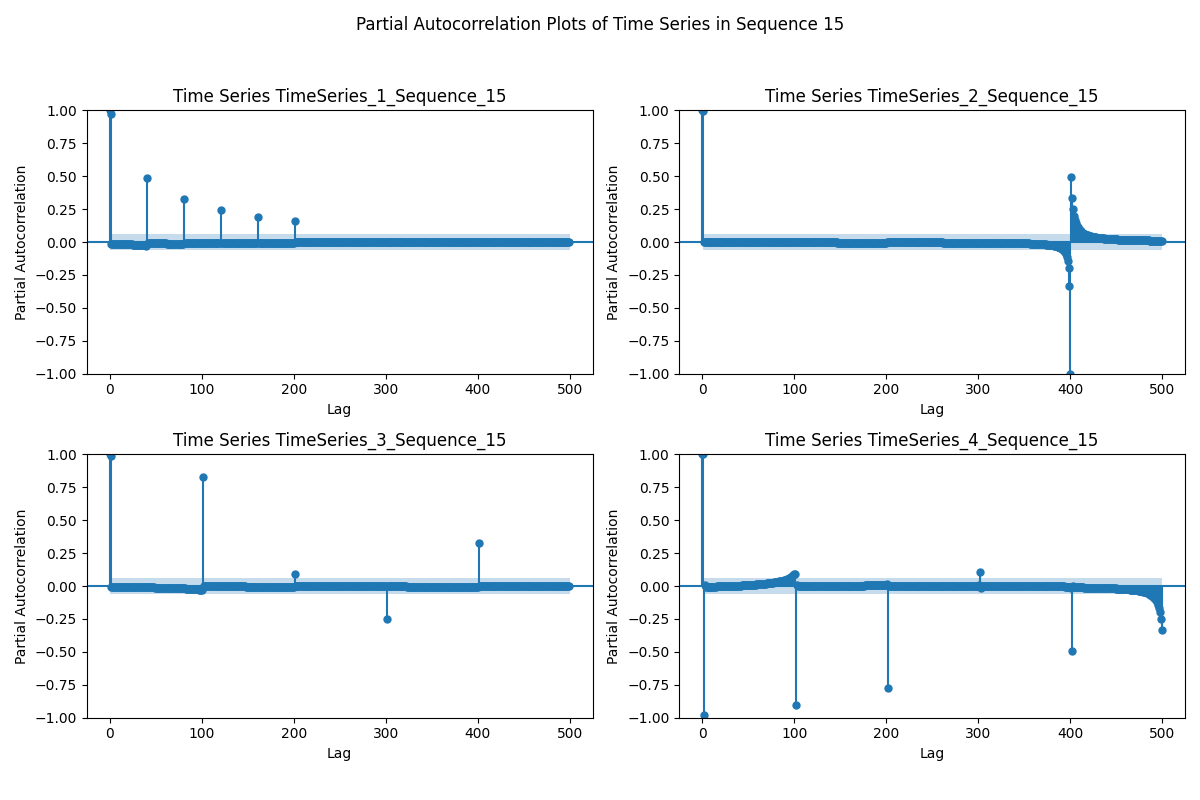 Partial Autocorrelation Plots of Time Series in Sequence 15
Time Series TimeSeries_1_Sequence_15
Partial Autocorrelation
1.00
0.75
0.50
0.25
0.00
−0.25
−0.50
−0.75
−1.00
0 100 200 300 400 500
Lag
Time Series TimeSeries_2_Sequence_15
Partial Autocorrelation
1.00
0.75
0.50
0.25
0.00
−0.25
−0.50
−0.75
−1.00
0 100 200 300 400 500
Lag
Time Series TimeSeries_3_Sequence_15
Partial Autocorrelation
1.00
0.75
0.50
0.25
0.00
−0.25
−0.50
−0.75
−1.00
0 100 200 300 400 500
Lag
Time Series TimeSeries_4_Sequence_15
Partial Autocorrelation
1.00
0.75
0.50
0.25
0.00
−0.25
−0.50
−0.75
−1.00
0 100 200 300 400 500
Lag